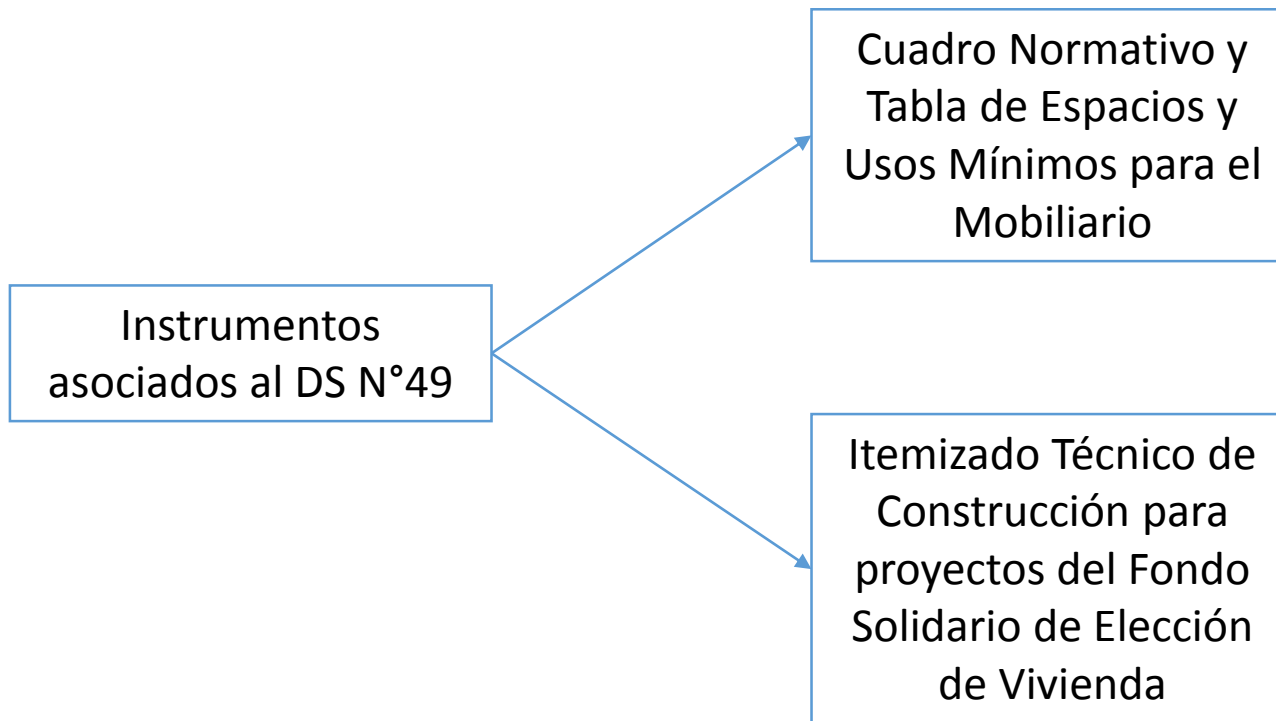 Cuadro Normativo y
Tabla de Espacios y
Usos Mínimos para el
Mobiliario
Instrumentos
asociados al DS N°49
Itemizado Técnico de
Construcción para
proyectos del Fondo
Solidario de Elección
de Vivienda